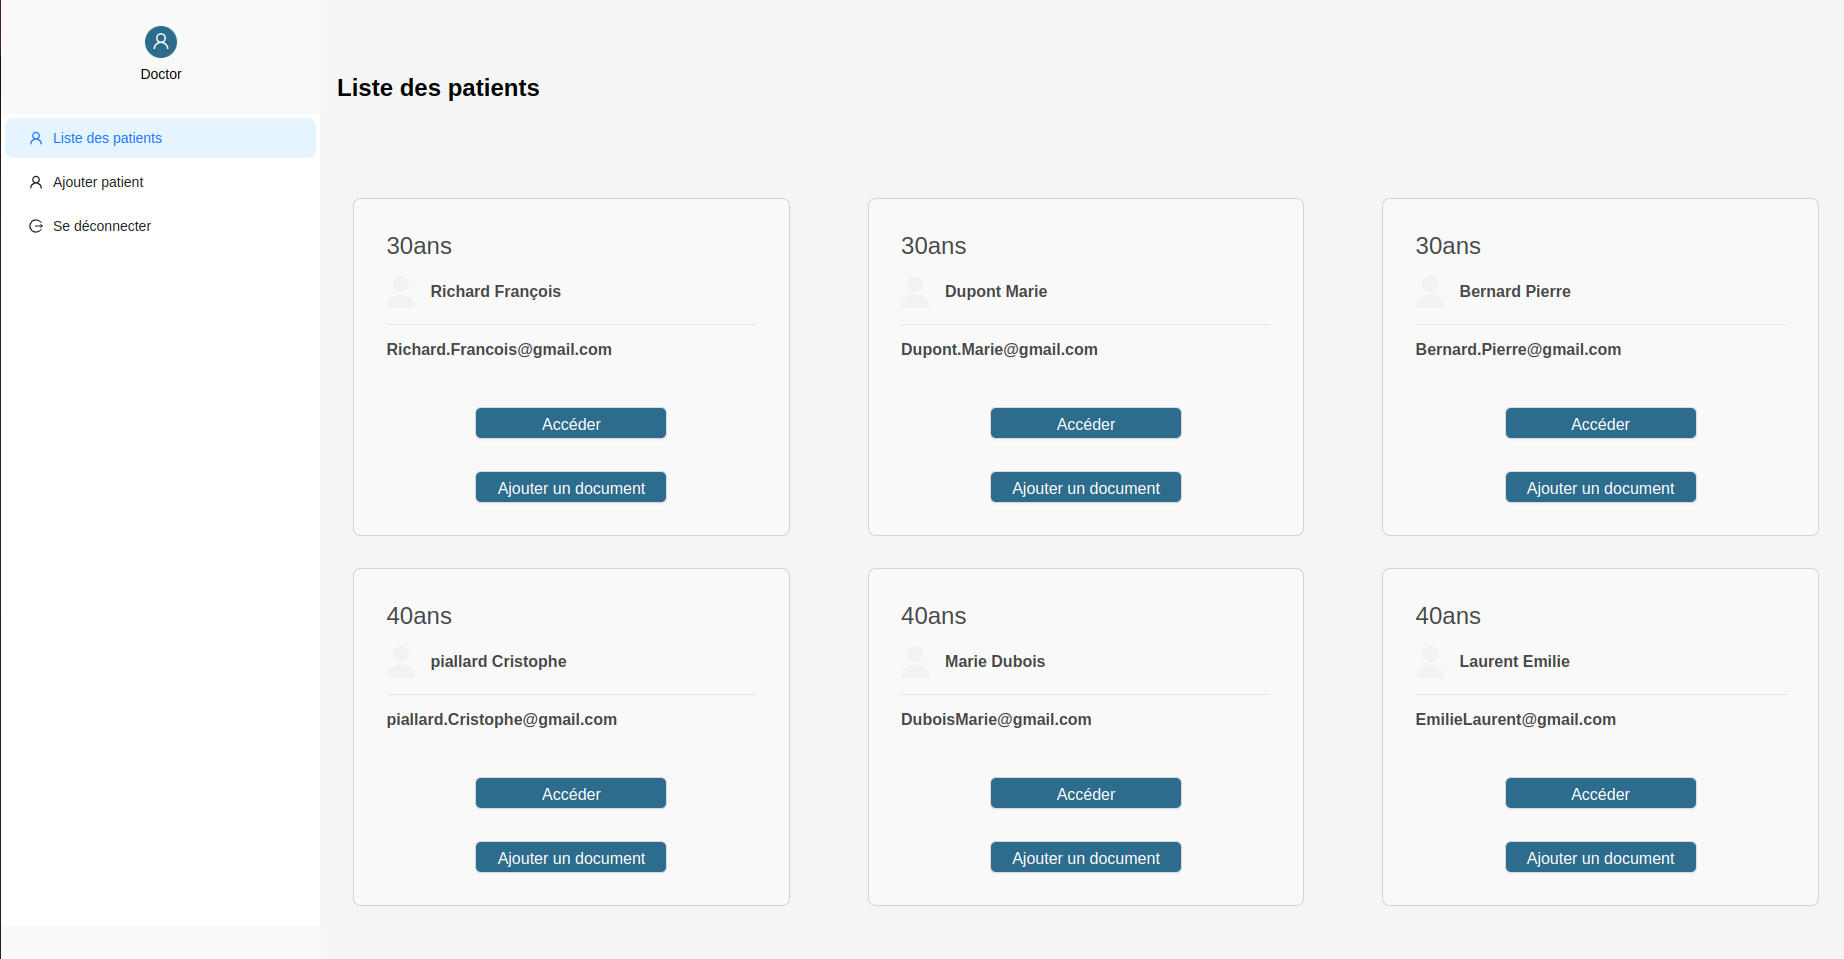 Doctor
Liste des patients
Ajouter patient
Se déconnecter
Liste des patients
30ans
Richard François
Richard.Francois@gmail.com
Accéder
Ajouter un document
30ans
Dupont Marie
Dupont.Marie@gmail.com
Accéder
Ajouter un document
30ans
Bernard Pierre
Bernard.Pierre@gmail.com
Accéder
Ajouter un document
40ans
piallard Cristophe
piallard.Cristophe@gmail.com
Accéder
Ajouter un document
40ans
Marie Dubois
DuboisMarie@gmail.com
Accéder
Ajouter un document
40ans
Laurent Emilie
EmilieLaurent@gmail.com
Accéder
Ajouter un document